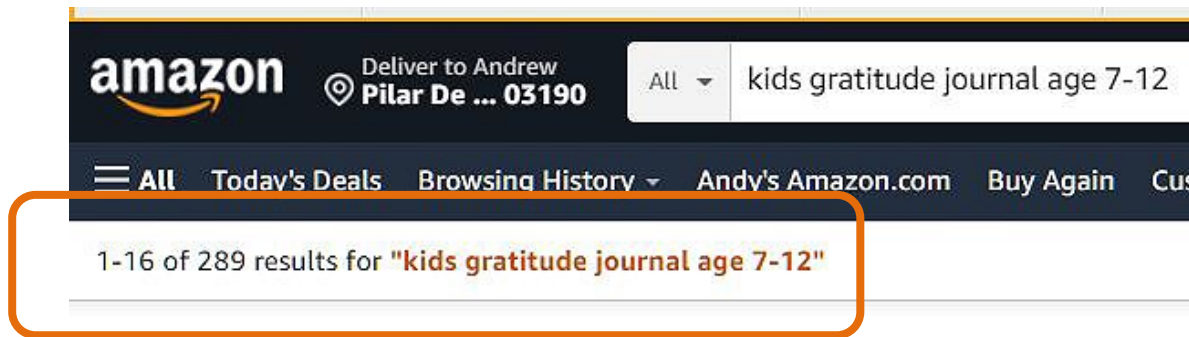 amazon
Deliver to Andrew
Pilar De ... 03190
All
kids gratitude journal age 7-12
All Today's Deals Browsing History Andy's Amazon.com Buy Again Cus
1-16 of 289 results for "kids gratitude journal age 7-12"